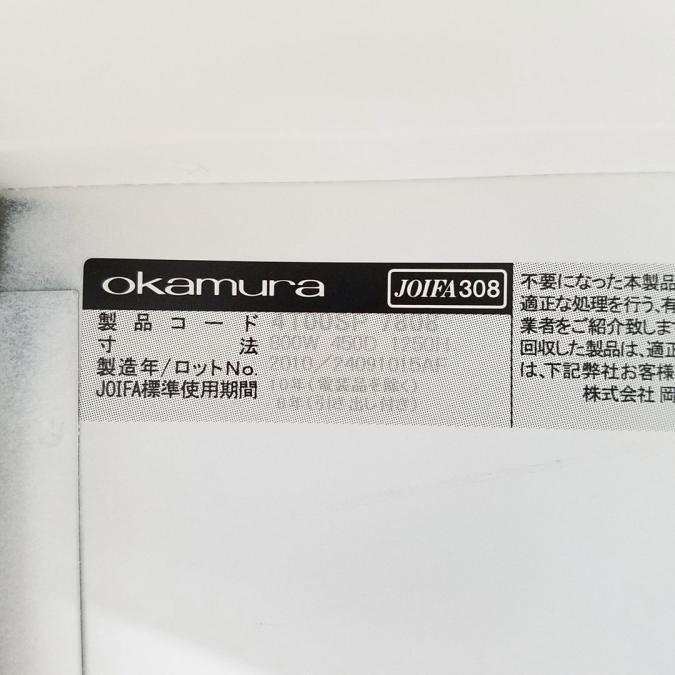 okamura
JOIFA308
製品コード
寸法 800W 450D 1250H
製造年/ロットNo. 2010/24091015AF
JOIFA標準使用期間 10年(木製品を除く)
8年(引き出し付き)
不要になった本製品
適正な処理を行う、有
業者をご紹介致します
回収した製品は、適正
は、下記弊社お客様
株式会社 岡